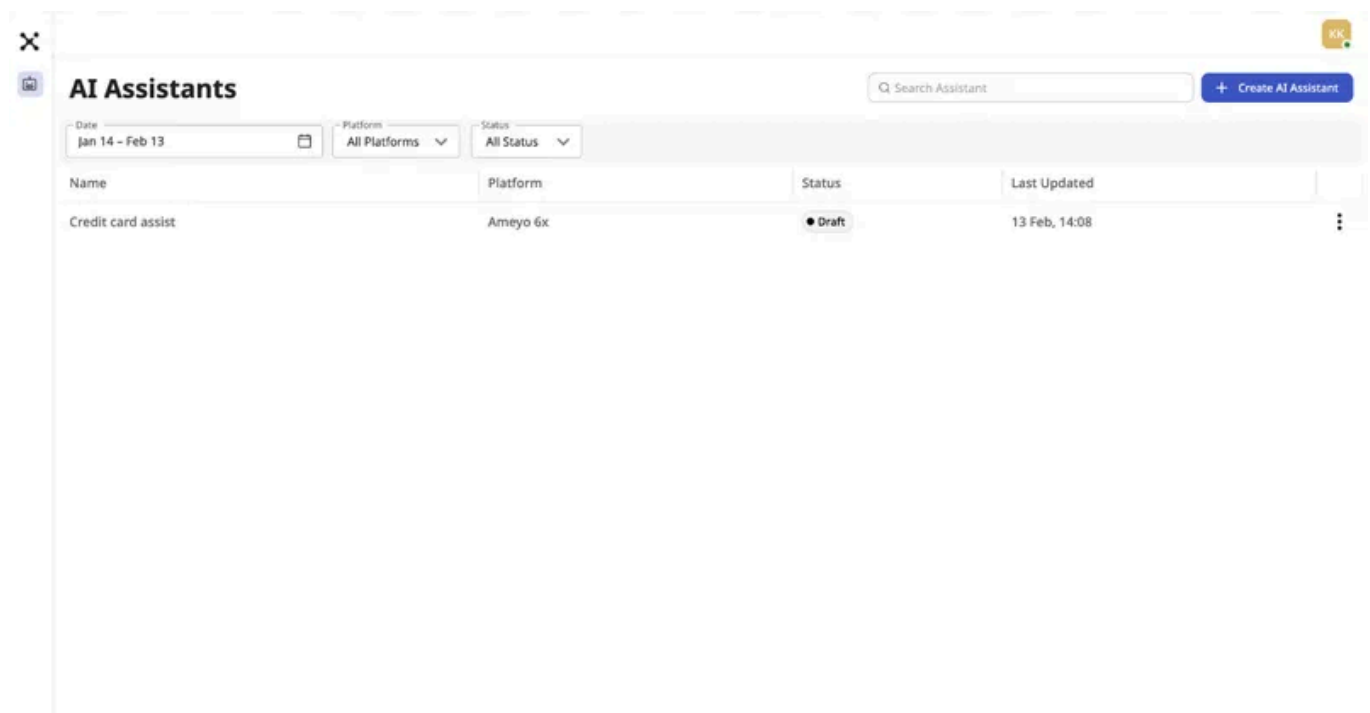 KK
AI Assistants
Search Assistant
+ Create AI Assistant
Date
Jan 14 – Feb 13
Platform
All Platforms
Status
All Status
Name Platform Status Last Updated
Credit card assist Ameyo 6x Draft 13 Feb, 14:08